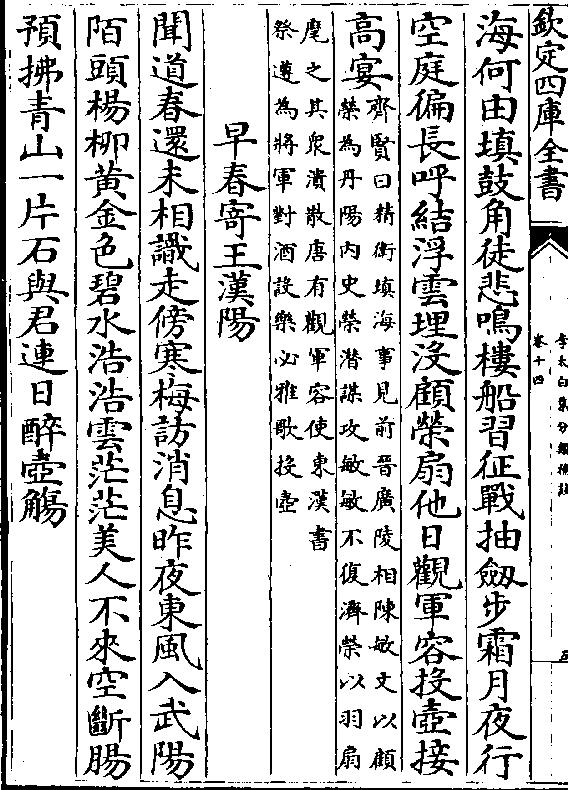 欽定四庫全書
李太白集分類補註
卷十四
海何由填鼓角徒悲鳴樓船習征戰抽劔步霜月夜行
空庭徧長呼結浮雲埋没顧榮扇他日觀軍容投壺接
高宴
齊賢曰精衛填海事見前晉廣陵相陳敏文以顧
榮為丹陽内史榮潜謀攻敏敏不復濟榮以羽扇
麾之其衆潰散唐有觀軍容使東漢書
祭遵為將軍對酒設樂必雅歌投壺
早春寄王漢陽
聞道春還未相識走傍寒梅訪消息昨夜東風入武陽
陌頭楊柳黄金色碧水浩浩雲茫茫美人不來空斷腸
預拂青山一片石與君連日醉壺觴